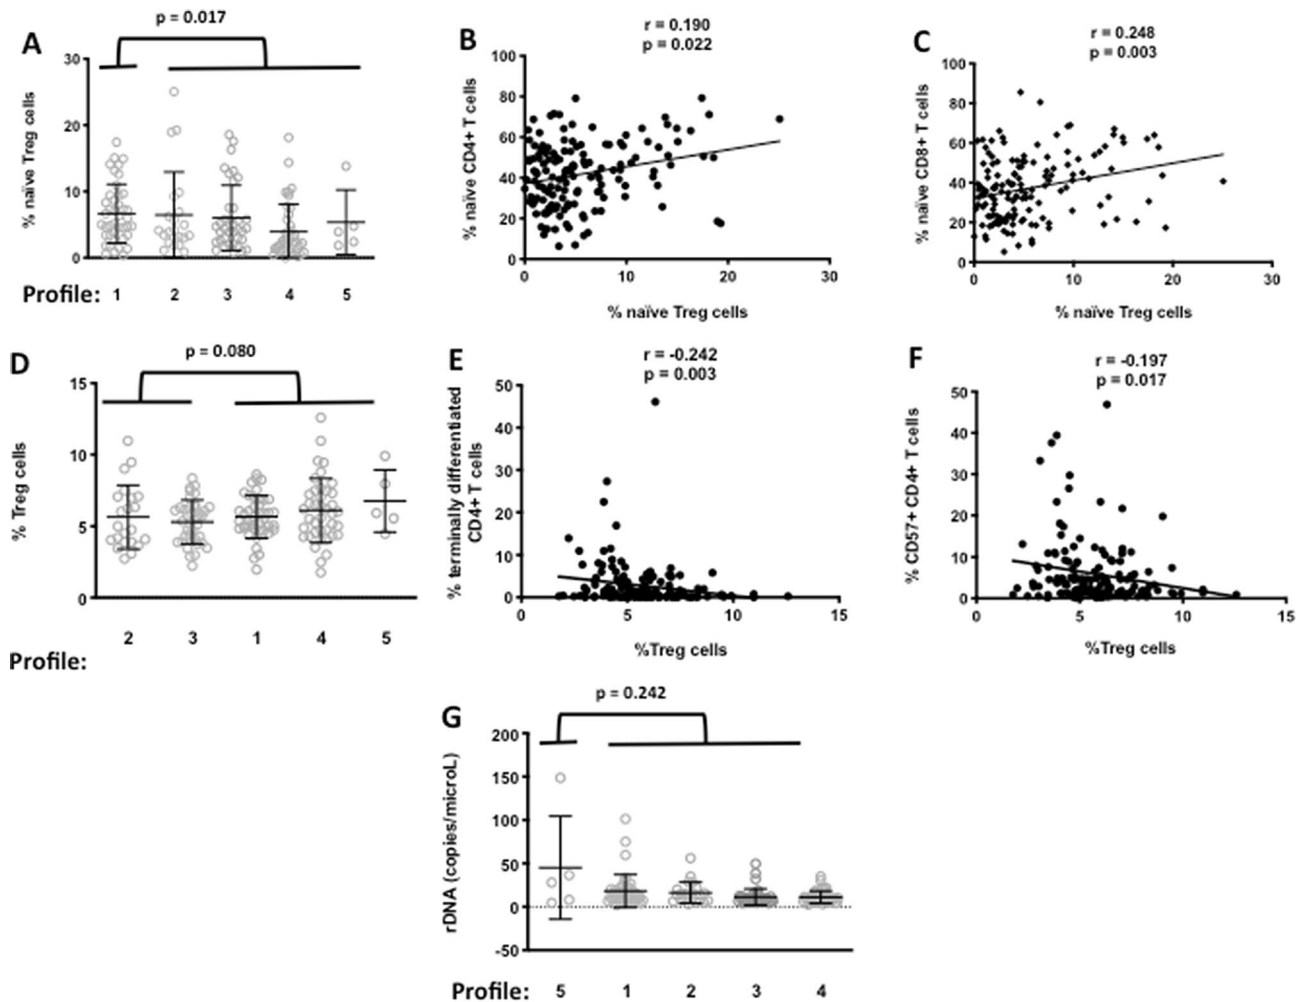 A
p = 0.017
% naïve Treg cells
30
20
10
0
Profile: 1 2 3 4 5
B
r = 0.190
p = 0.022
% naïve CD4+ T cells
100
80
60
40
20
0
0 10 20 30
% naïve Treg cells
C
r = 0.248
p = 0.003
% naïve CD8+ T cells
100
80
60
40
20
0
0 10 20 30
% naïve Treg cells
D
p = 0.080
% Treg cells
15
10
5
0
2 3 1 4 5
Profile:
E
r = -0.242
p = 0.003
% terminally differentiated
CD4+ T cells
50
40
30
20
10
0
0 5 10 15
%Treg cells
F
r = -0.197
p = 0.017
% CD57+ CD4+ T cells
50
40
30
20
10
0
0 5 10 15
%Treg cells
G
p = 0.242
rDNA (copies/microL)
200
150
100
50
0
-50
Profile: 5 1 2 3 4